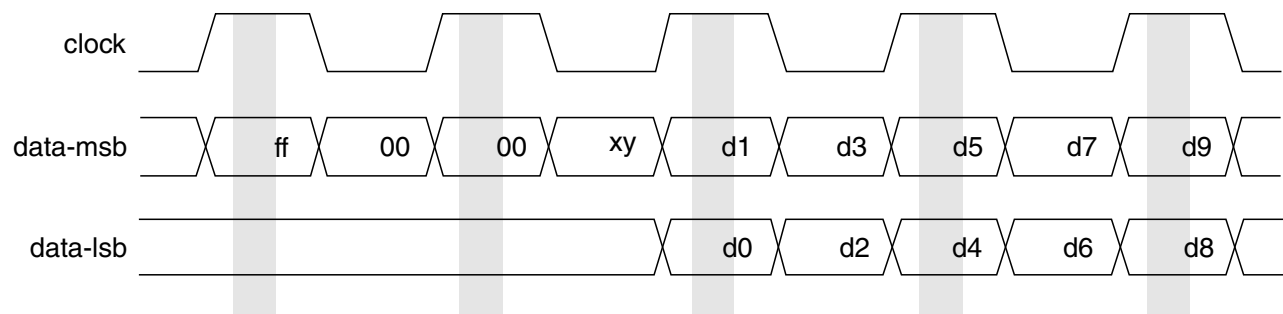 clock
data-msb ff 00 00 xy d1 d3 d5 d7 d9
data-lsb d0 d2 d4 d6 d8